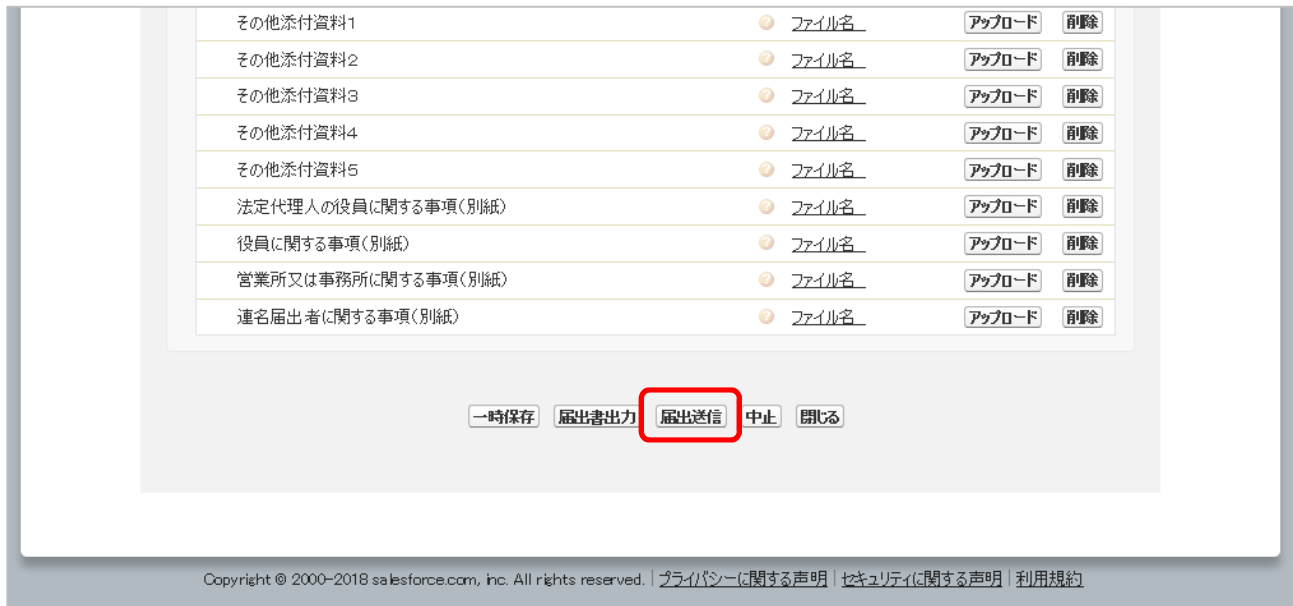 その他添付資料1 ? ファイル名 アップロード 削除
その他添付資料2 ? ファイル名 アップロード 削除
その他添付資料3 ? ファイル名 アップロード 削除
その他添付資料4 ? ファイル名 アップロード 削除
その他添付資料5 ? ファイル名 アップロード 削除
法定代理人の役員に関する事項(別紙) ? ファイル名 アップロード 削除
役員に関する事項(別紙) ? ファイル名 アップロード 削除
営業所又は事務所に関する事項(別紙) ? ファイル名 アップロード 削除
連名届出者に関する事項(別紙) ? ファイル名 アップロード 削除
一時保存 届出書出力 届出送信 中止 閉じる
Copyright © 2000-2018 salesforce.com, inc. All rights reserved. | プライバシーに関する声明 | セキュリティに関する声明 | 利用規約